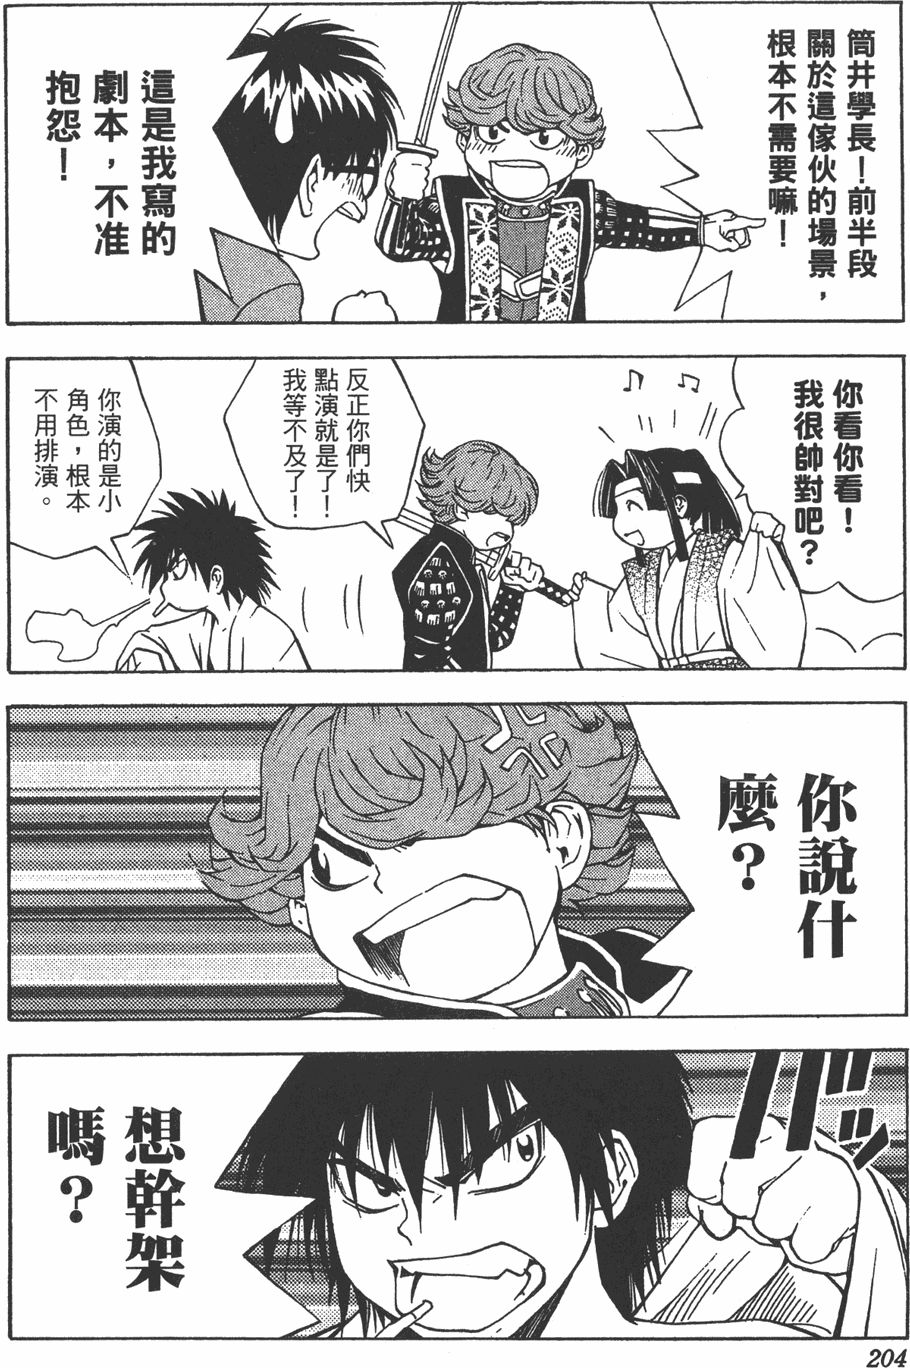 筒井學長！前半段
關於這傢伙的場景，
根本不需要嘛！
這是我寫的
劇本，不准
抱怨！
你看你看！
我很帥對吧？
反正你們快
點演就是了！
我等不及了！
你演的是小
角色，根本
不用排演。
你說什
麼？
想幹架
嗎？
204